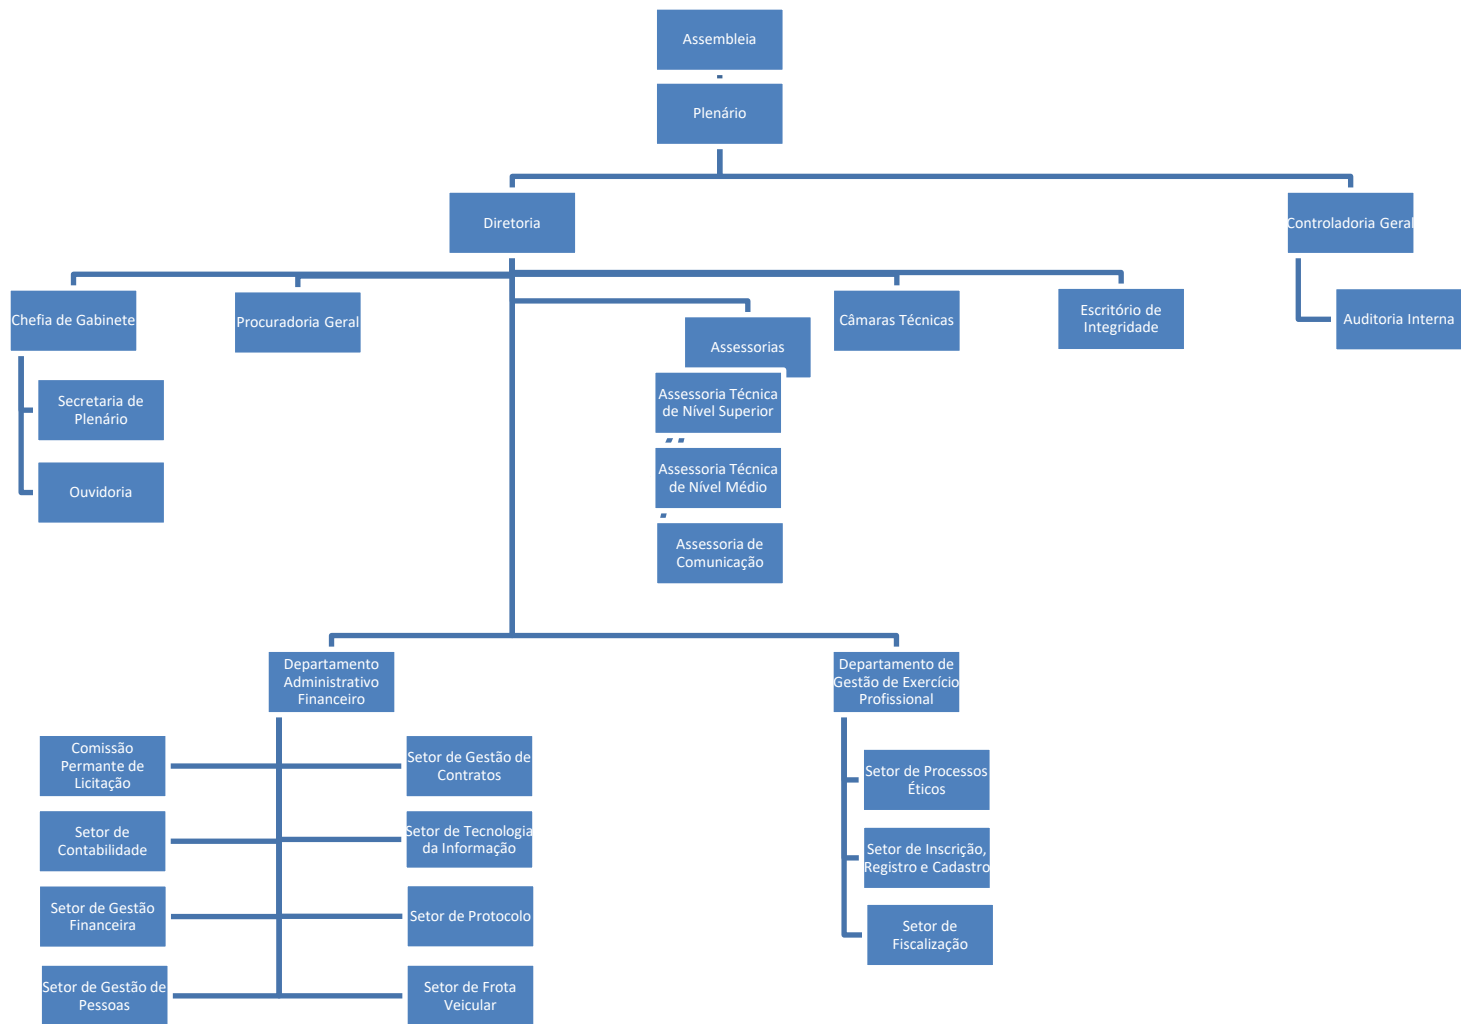 Assembleia
Plenário
Diretoria
Controladoria Geral
Chefia de Gabinete
Procuradoria Geral
Assessorias
Câmaras Técnicas
Escritório de
Integridade
Auditoria Interna
Secretaria de
Plenário
Ouvidoria
Assessoria Técnica
de Nível Superior
Assessoria Técnica
de Nível Médio
Assessoria de
Comunicação
Departamento
Administrativo
Financeiro
Departamento de
Gestão de Exercício
Profissional
Comissão
Permante de
Licitação
Setor de Gestão de
Contratos
Setor de
Contabilidade
Setor de Tecnologia
da Informação
Setor de Gestão
Financeira
Setor de Protocolo
Setor de Gestão de
Pessoas
Setor de Frota
Veicular
Setor de Processos
Éticos
Setor de Inscrição,
Registro e Cadastro
Setor de
Fiscalização